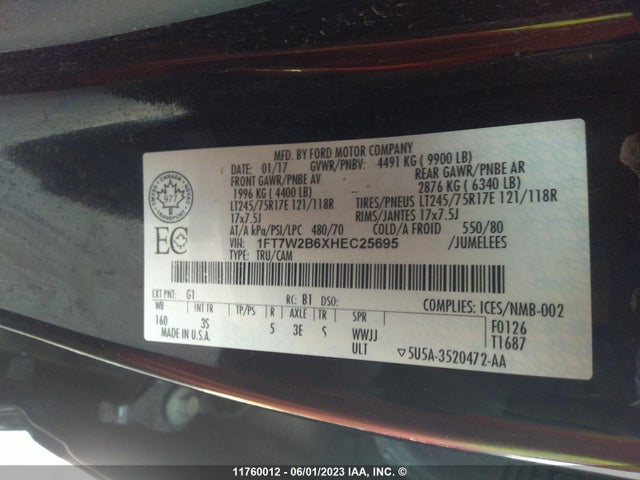 MFD. BY FORD MOTOR COMPANY
DATE: 01/17 GVWR/PNBV: 4491 KG ( 9900 LB)
FRONT GAWR/PNBE AV REAR GAWR/PNBE AR
1996 KG ( 4400 LB) 2876 KG ( 6340 LB)
LT245/75R17E 121/118R TIRES/PNEUS LT245/75R17E 121/118R
17x7.5J RIMS/JANTES 17x7.5J
AT/A kPa/PSI/LPC 480/70 COLD/A FROID 550/80
VIN: 1FT7W2B6XHEC25695 /JUMELEES
TYPE: TRU/CAM
CANADA
977
TRANSPORT
EC
EXT PNT: G1 RC: B1 DSO: COMPLIES: ICES/NMB-002
WB INT TR TP/PS R AXLE TR SPR F0126
160 3S 5 3E S WWJJ T1687
MADE IN U.S.A. ULT ▽5U5A-3520472-AA
11760012 - 06/01/2023 IAA, Inc. ©